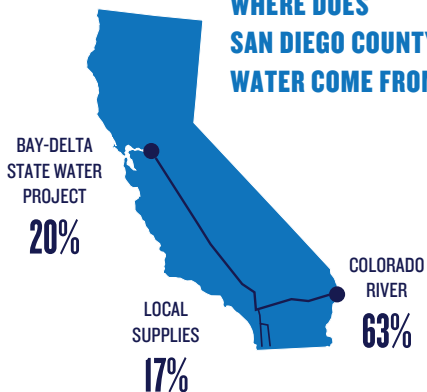 WHERE DOES
SAN DIEGO COUNTY
WATER COME FROM
BAY-DELTA
STATE WATER
PROJECT
20%
COLORADO
RIVER
63%
LOCAL
SUPPLIES
17%